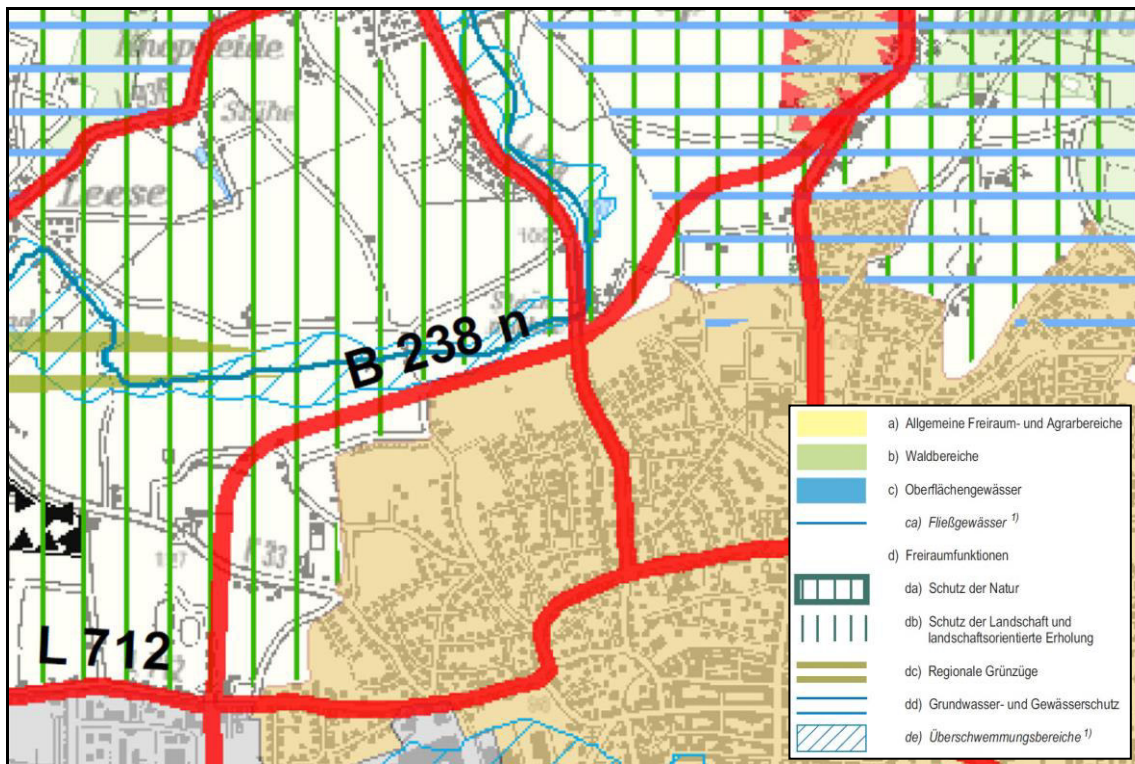 Leese
B 238 n
L 712
a) Allgemeine Freiraum- und Agrarbereiche
b) Waldbereiche
c) Oberflächengewässer
ca) Fließgewässer 1)
d) Freiraumfunktionen
da) Schutz der Natur
db) Schutz der Landschaft und
landschaftsorientierte Erholung
dc) Regionale Grünzüge
dd) Grundwasser- und Gewässerschutz
de) Überschwemmungsbereiche 1)